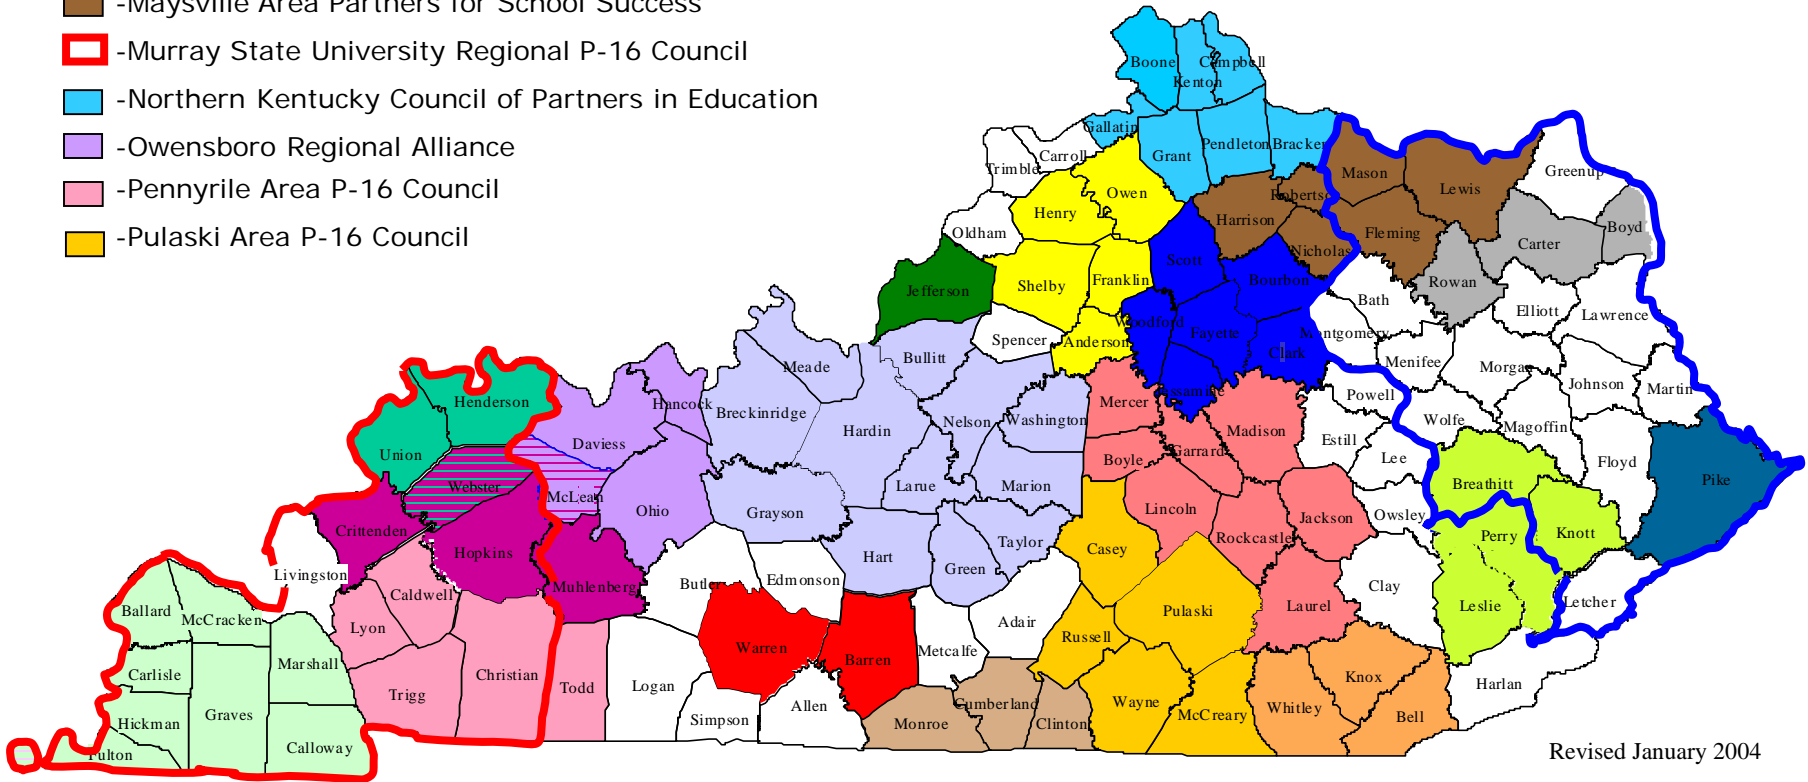 -Maysville Area Partners for School Success
-Murray State University Regional P-16 Council
-Northern Kentucky Council of Partners in Education
-Owensboro Regional Alliance
-Pennyrile Area P-16 Council
-Pulaski Area P-16 Council
Boone
Campbell
Kenton
Gallatin
Grant
Pendleton
Bracken
Carroll
Trimble
Owen
Henry
Oldham
Mason
Lewis
Greenup
Robertso
Harrison
Fleming
Nicholas
Carter
Boyd
Rowan
Jefferson
Shelby
Franklin
Scott
Bourbon
Bath
Elliott
Lawrence
Spencer
Anderson
Woodford
Fayette
Clark
Montgomery
Menifee
Morga
Johnson
Martin
Bullitt
Meade
Breckinridge
Hardin
Nelson
Washington
Mercer
ssamine
Madison
Powell
Estill
Lee
Wolfe
Magoffin
Floyd
Pike
Henderson
Union
Webster
Daviess
Hancock
McLean
Ohio
Grayson
Larue
Marion
Boyle
Garrard
Lincoln
Rockcastle
Jackson
Owsley
Breathitt
Perry
Knott
Crittenden
Hopkins
Muhlenberg
Livingston
Caldwell
Butler
Edmonson
Hart
Green
Taylor
Casey
Pulaski
Laurel
Clay
Leslie
Letcher
Ballard
McCracken
Lyon
Marshall
Carlisle
Trigg
Christian
Todd
Logan
Warren
Barren
Metcalfe
Adair
Russell
Hickman
Graves
Fulton
Calloway
Simpson
Allen
Monroe
Cumberland
Clinton
Wayne
McCreary
Whitley
Knox
Bell
Harlan
Revised January 2004